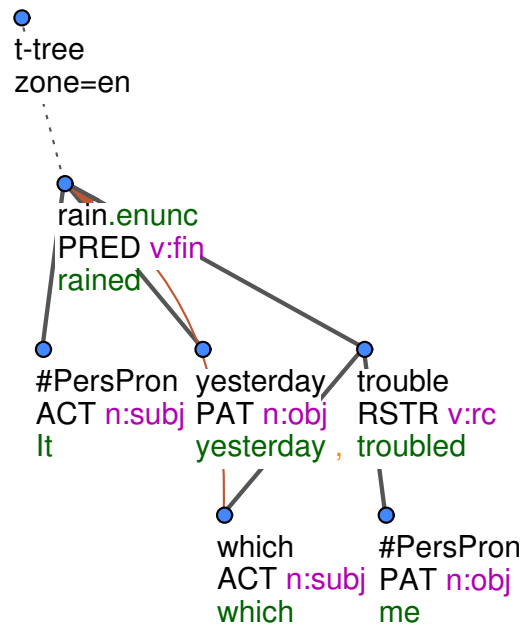 t-tree
zone=en
rain.enunc
PRED v:fin
rained
#PersPron
ACT n:subj
It
yesterday
PAT n:obj
yesterday ,
trouble
RSTR v:rc
troubled
which
ACT n:subj
which
#PersPron
PAT n:obj
me